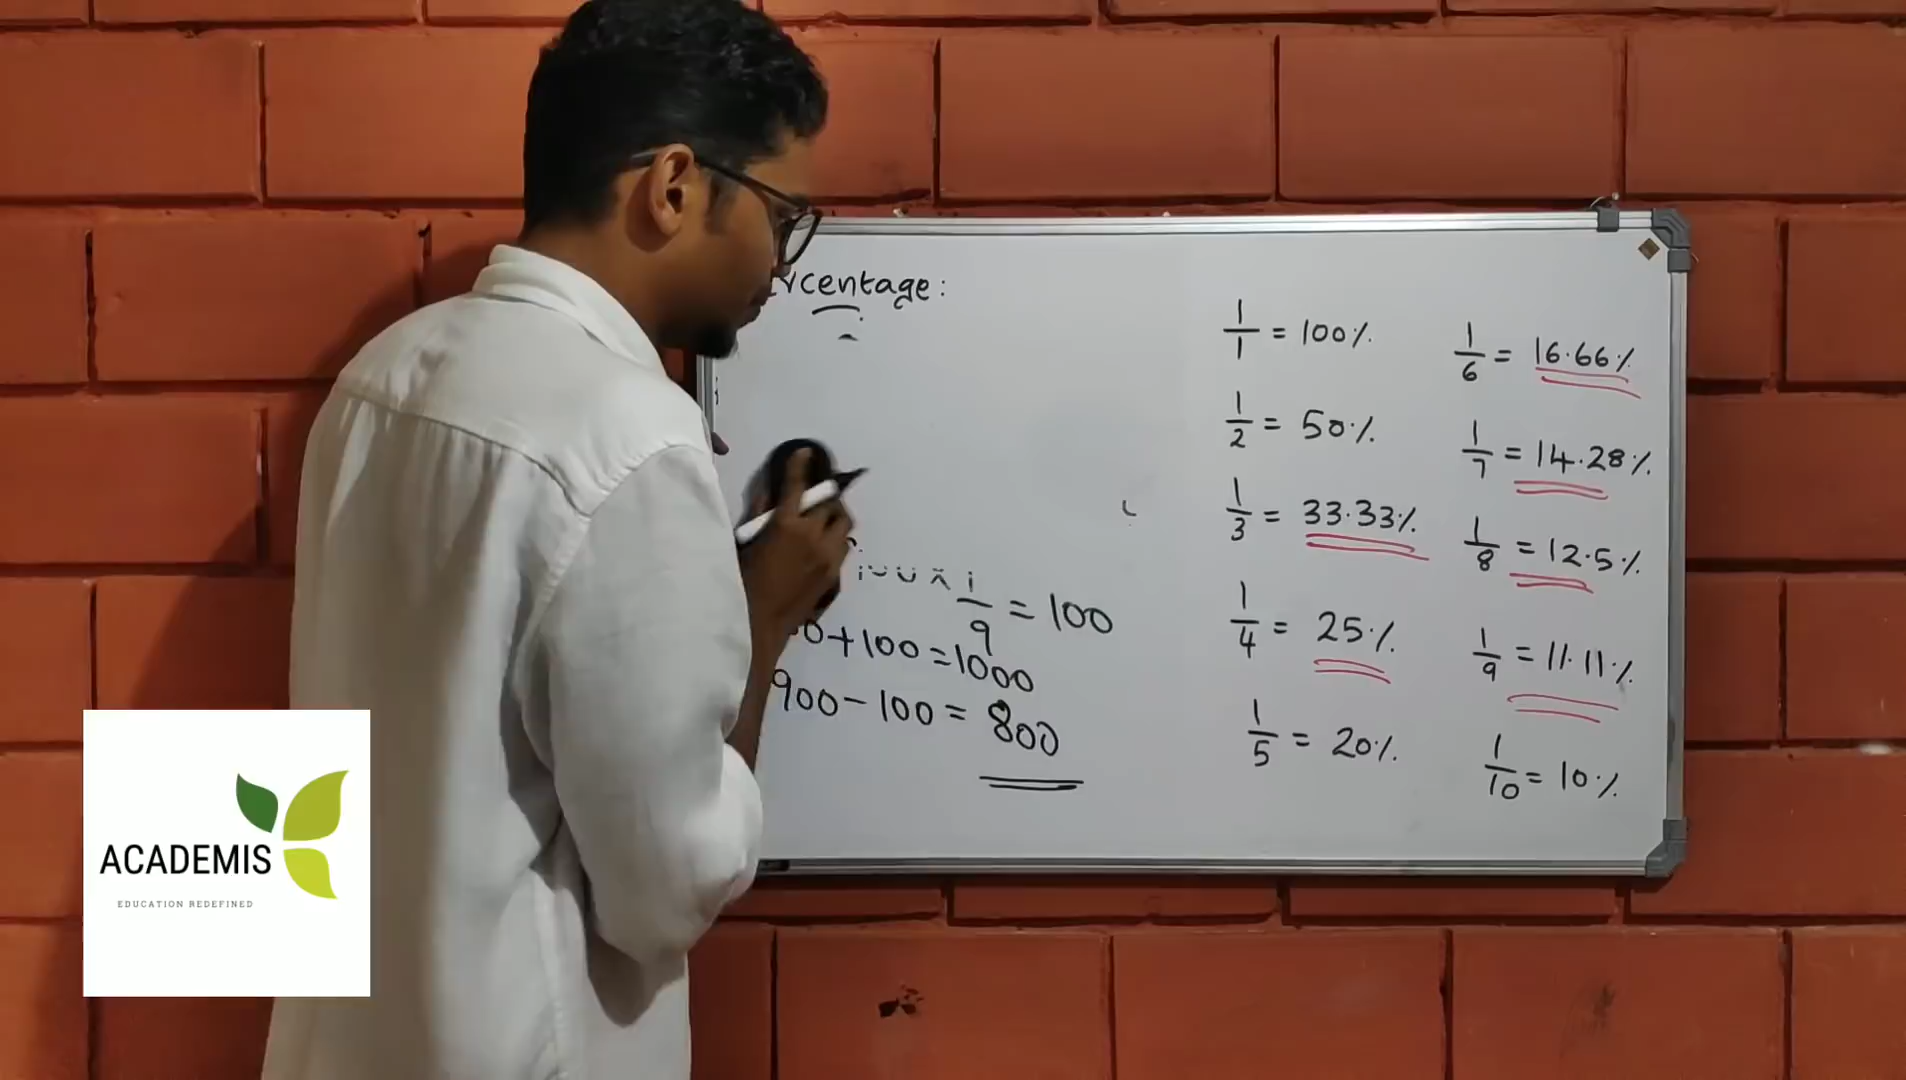 rcentage:
1/9 = 100
0+100=1000
900-100= 800
1/1 = 100%
1/2 = 50%
1/3 = 33.33%
1/4 = 25%
1/5 = 20%
1/6 = 16.66%
1/7 = 14.28%
1/8 = 12.5%
1/9 = 11.11%
1/10 = 10%
ACADEMIS
EDUCATION REDEFINED